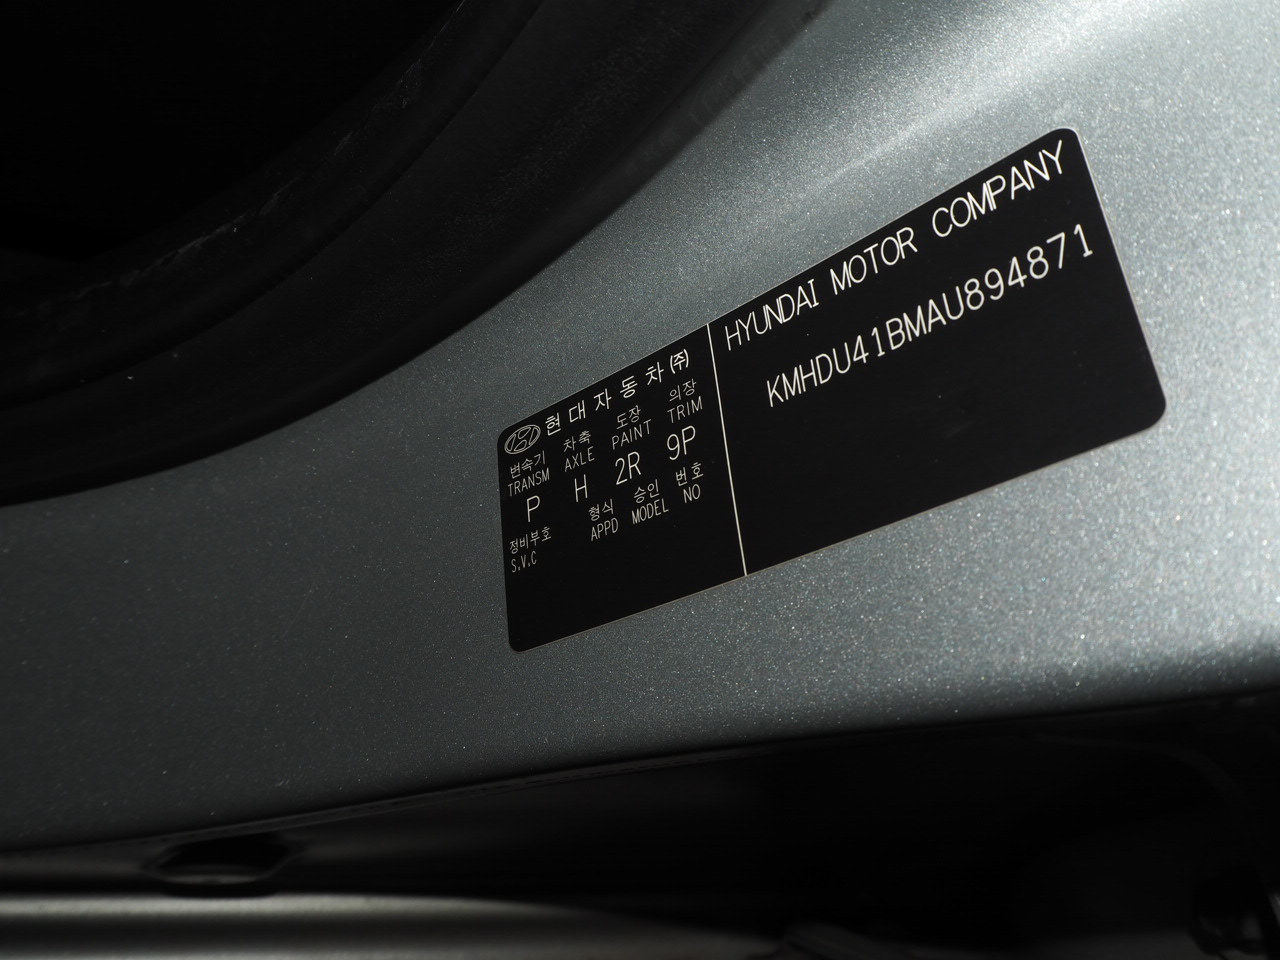 현대자동차㈜
변속기 차축 도장 의장
TRANSM AXLE PAINT TRIM
P H 2R 9P
정비부호 형식 승인 번호
S.V.C APPD MODEL NO
HYUNDAI MOTOR COMPANY
KMHDU41BMAU894871